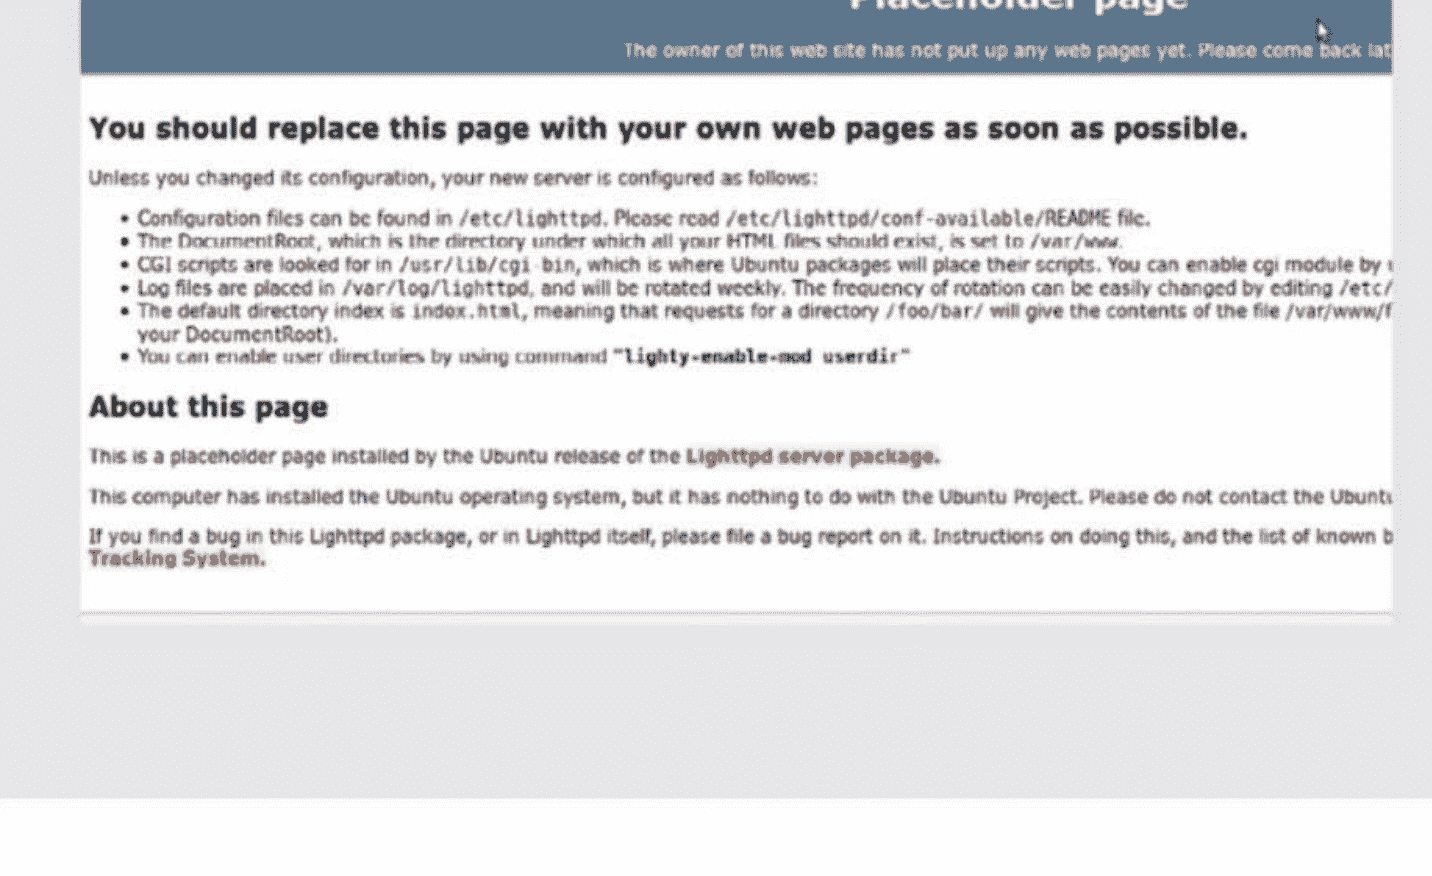 Placeholder page
The owner of this web site has not put up any web pages yet. Please come back lat
You should replace this page with your own web pages as soon as possible.
Unless you changed its configuration, your new server is configured as follows:
• Configuration files can be found in /etc/lighttpd. Please read /etc/lighttpd/conf-available/README file.
• The DocumentRoot, which is the directory under which all your HTML files should exist, is set to /var/www.
• CGI scripts are looked for in /usr/lib/cgi-bin, which is where Ubuntu packages will place their scripts. You can enable cgi module by
• Log files are placed in /var/log/lighttpd, and will be rotated weekly. The frequency of rotation can be easily changed by editing /etc/
• The default directory index is index.html, meaning that requests for a directory /foo/bar/ will give the contents of the file /var/www/f
your DocumentRoot).
• You can enable user directories by using command "lighty-enable-mod userdir"
About this page
This is a placeholder page installed by the Ubuntu release of the Lighttpd server package.
This computer has installed the Ubuntu operating system, but it has nothing to do with the Ubuntu Project. Please do not contact the Ubunt
If you find a bug in this Lighttpd package, or in Lighttpd itself, please file a bug report on it. Instructions on doing this, and the list of known b
Tracking System.